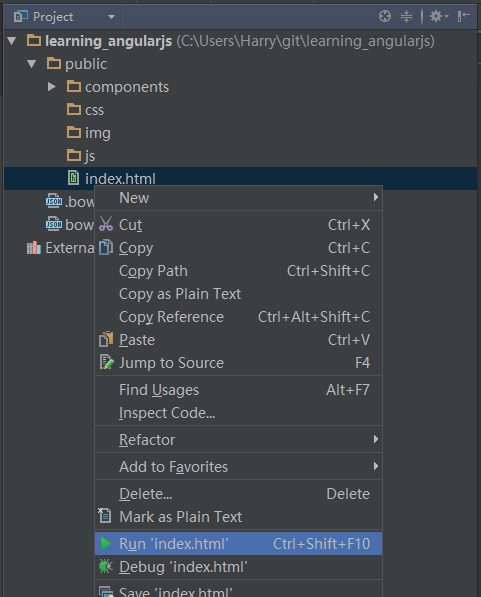 Project
learning_angularjs (C:\Users\Harry\git\learning_angularjs)
public
components
css
img
js
index.html
.bow
bow
Externa
New
Cut Ctrl+X
Copy Ctrl+C
Copy Path Ctrl+Shift+C
Copy as Plain Text
Copy Reference Ctrl+Alt+Shift+C
Paste Ctrl+V
Jump to Source F4
Find Usages Alt+F7
Inspect Code...
Refactor
Add to Favorites
Delete... Delete
Mark as Plain Text
Run 'index.html' Ctrl+Shift+F10
Debug 'index.html'
Save 'index.html'